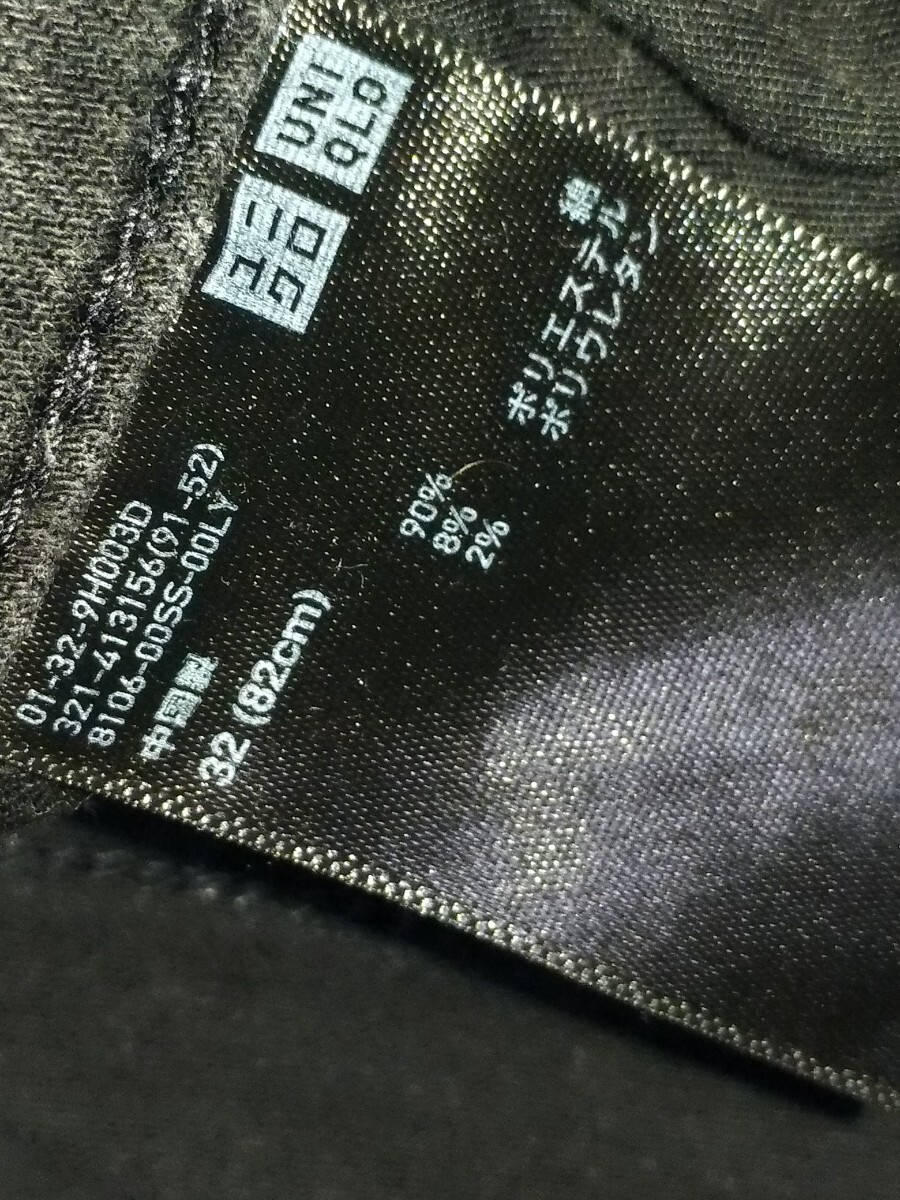 UNI
QLO
ユニ
クロ
綿 90%
ポリエステル 8%
ポリウレタン 2%
01-32-9H003D
321-413156(91-52)
8106-00SS-00LY
中国製
32 (82cm)